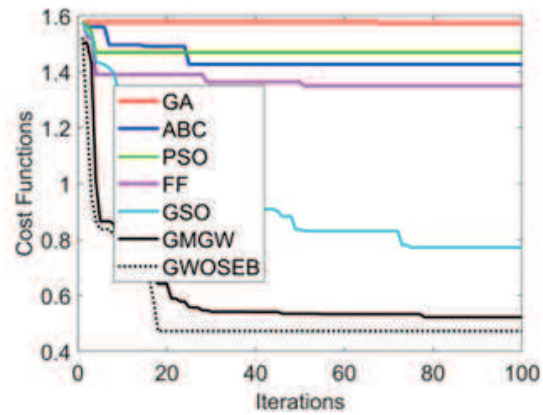 1.6
1.4
1.2
1
0.8
0.6
0.4
Cost Functions
GA
ABC
PSO
FF
GSO
GMGW
GWOSEB
0 20 40 60 80 100
Iterations